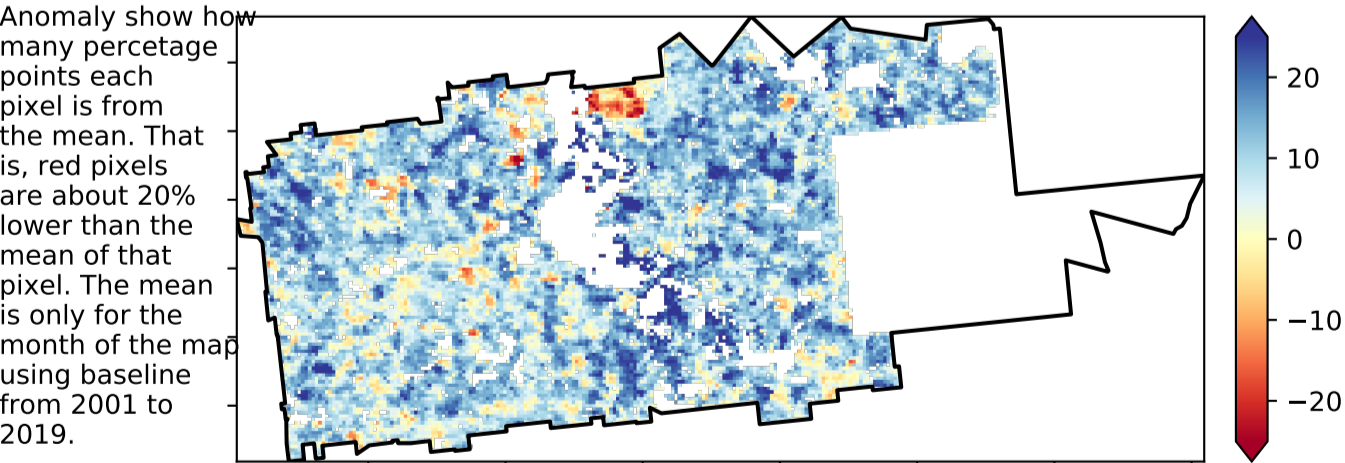 Anomaly show how
many percetage
points each
pixel is from
the mean. That
is, red pixels
are about 20%
lower than the
mean of that
pixel. The mean
is only for the
month of the map
using baseline
from 2001 to
2019.
20
10
0
−10
−20